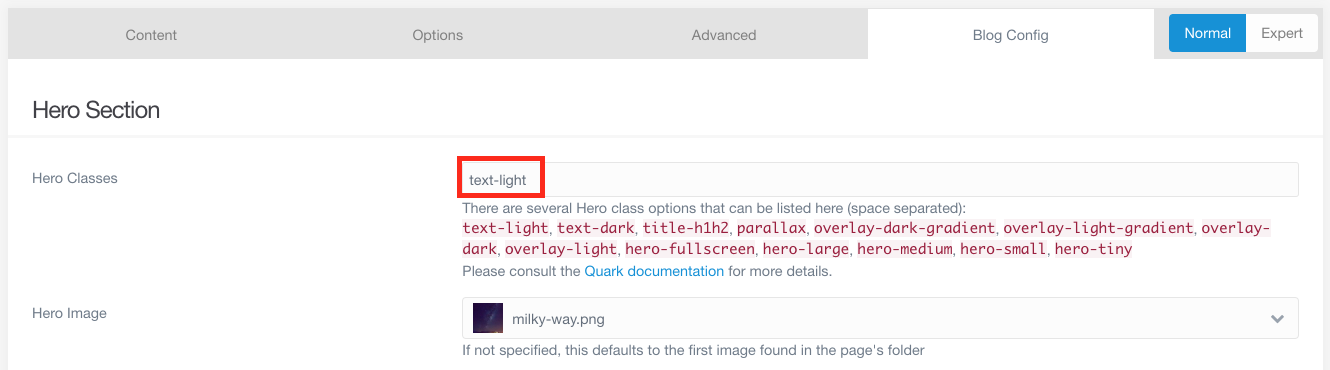 Content Options Advanced Blog Config Normal Expert
Hero Section
Hero Classes
text-light
There are several Hero class options that can be listed here (space separated):
text-light, text-dark, title-h1h2, parallax, overlay-dark-gradient, overlay-light-gradient, overlay-
dark, overlay-light, hero-fullscreen, hero-large, hero-medium, hero-small, hero-tiny
Please consult the Quark documentation for more details.
Hero Image
milky-way.png
If not specified, this defaults to the first image found in the page's folder